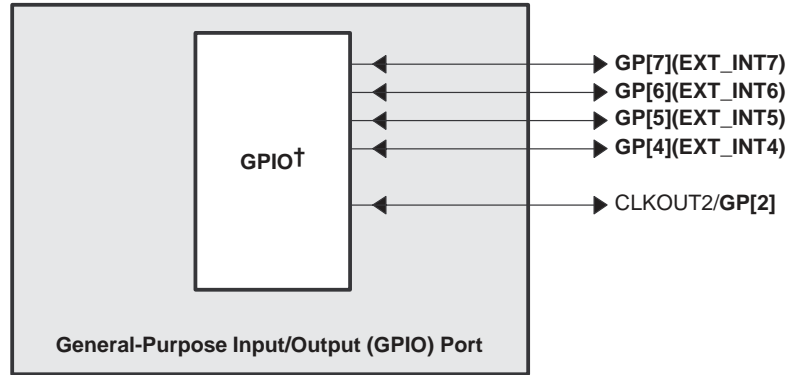 GP[7](EXT_INT7)
GP[6](EXT_INT6)
GP[5](EXT_INT5)
GPIO†
GP[4](EXT_INT4)
CLKOUT2/GP[2]
General-Purpose Input/Output (GPIO) Port